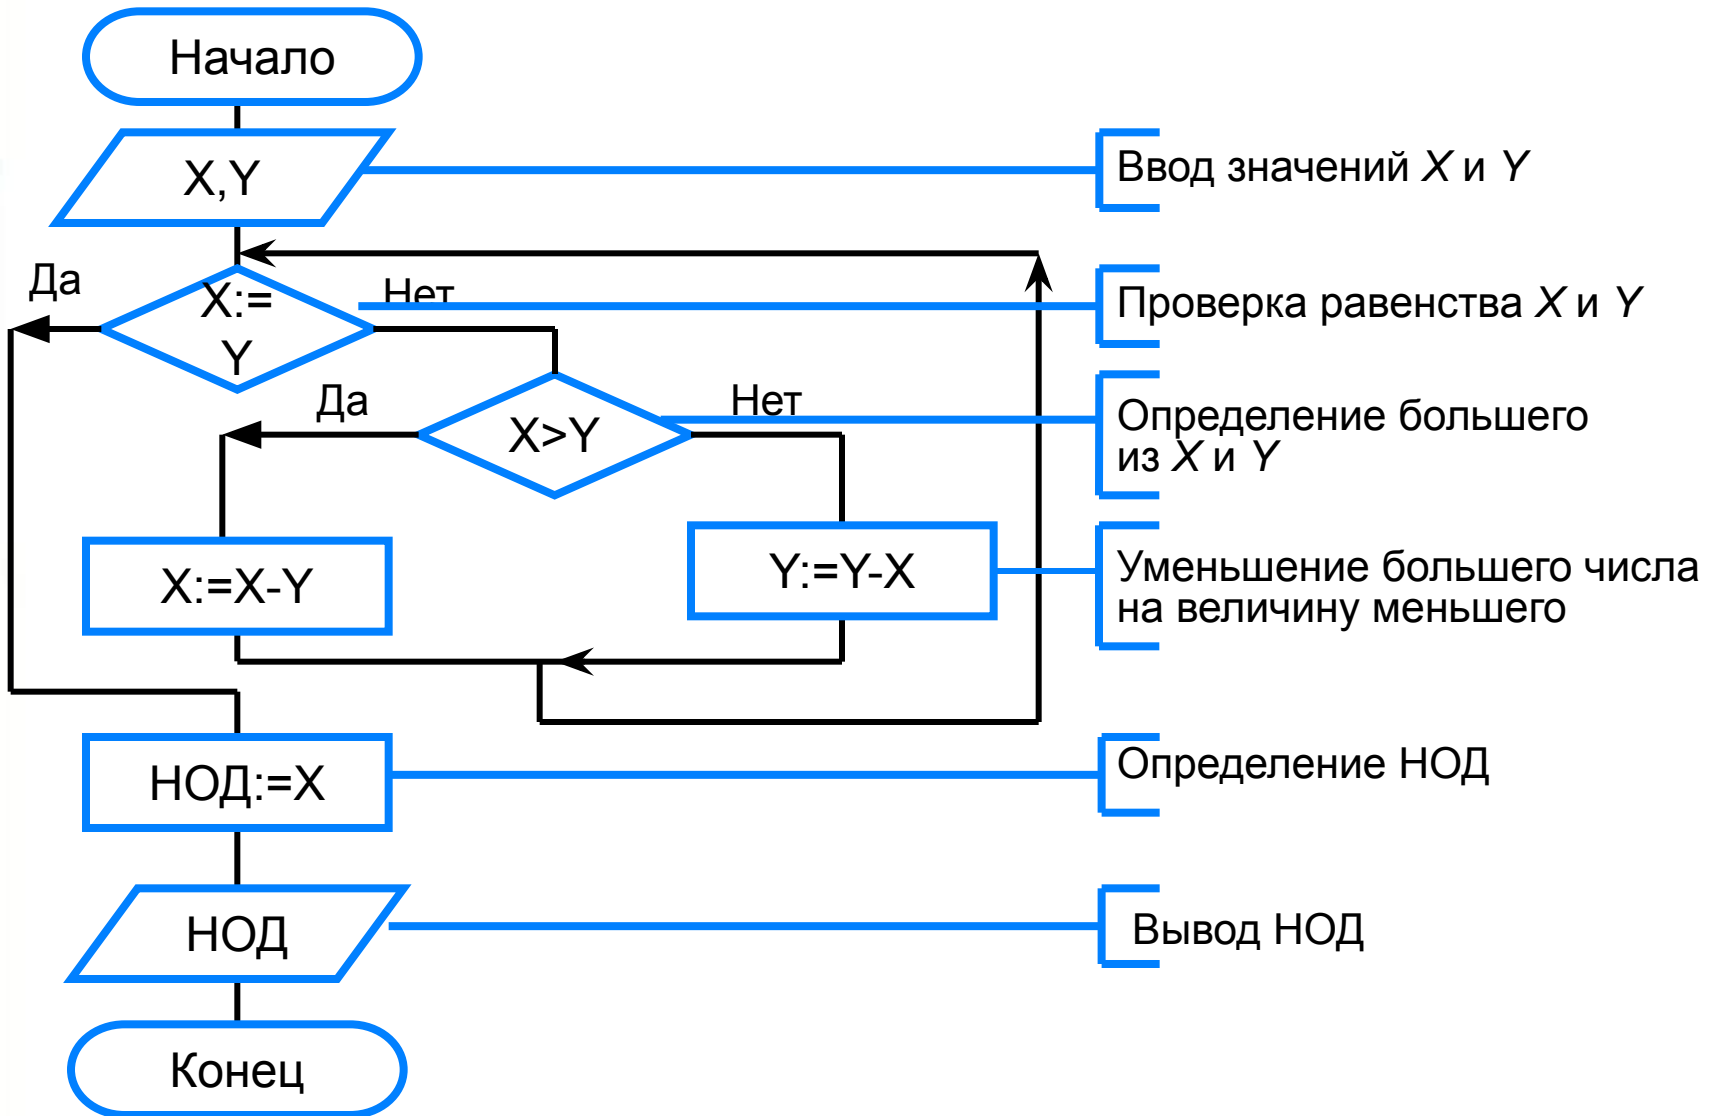 Начало
X,Y
Ввод значений X и Y
Да
X:=
Y
Нет
Проверка равенства X и Y
Да
X>Y
Нет
Определение большего
из X и Y
X:=X-Y
Y:=Y-X
Уменьшение большего числа
на величину меньшего
НОД:=X
Определение НОД
НОД
Вывод НОД
Конец